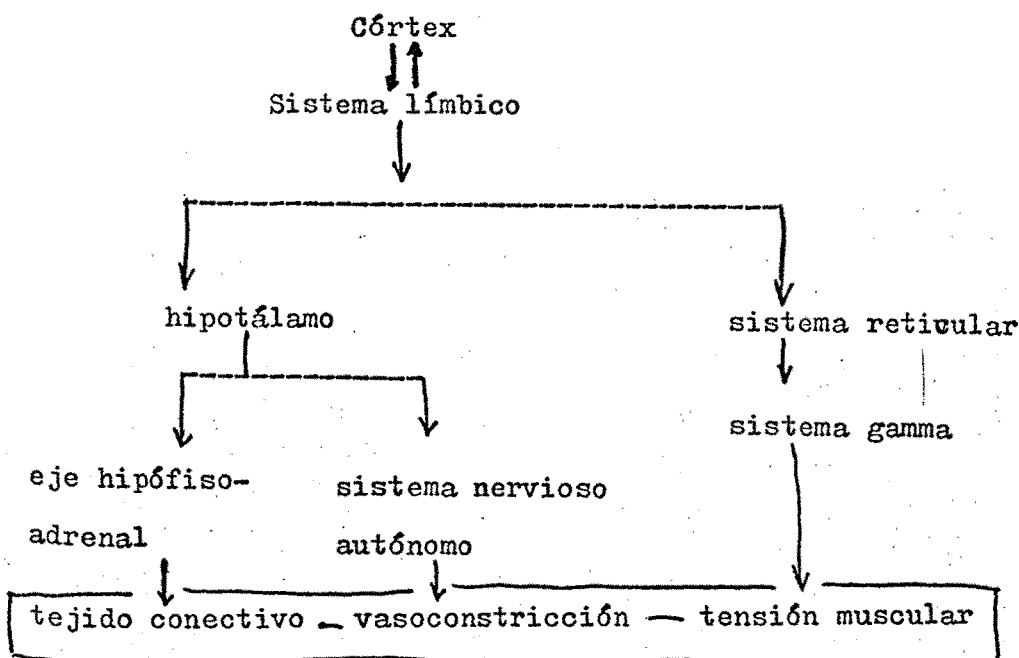 Córtex
Sistema límbico
hipotálamo
sistema reticular
sistema gamma
eje hipófiso-
adrenal
sistema nervioso
autónomo
tejido conectivo - vasoconstricción - tensión muscular